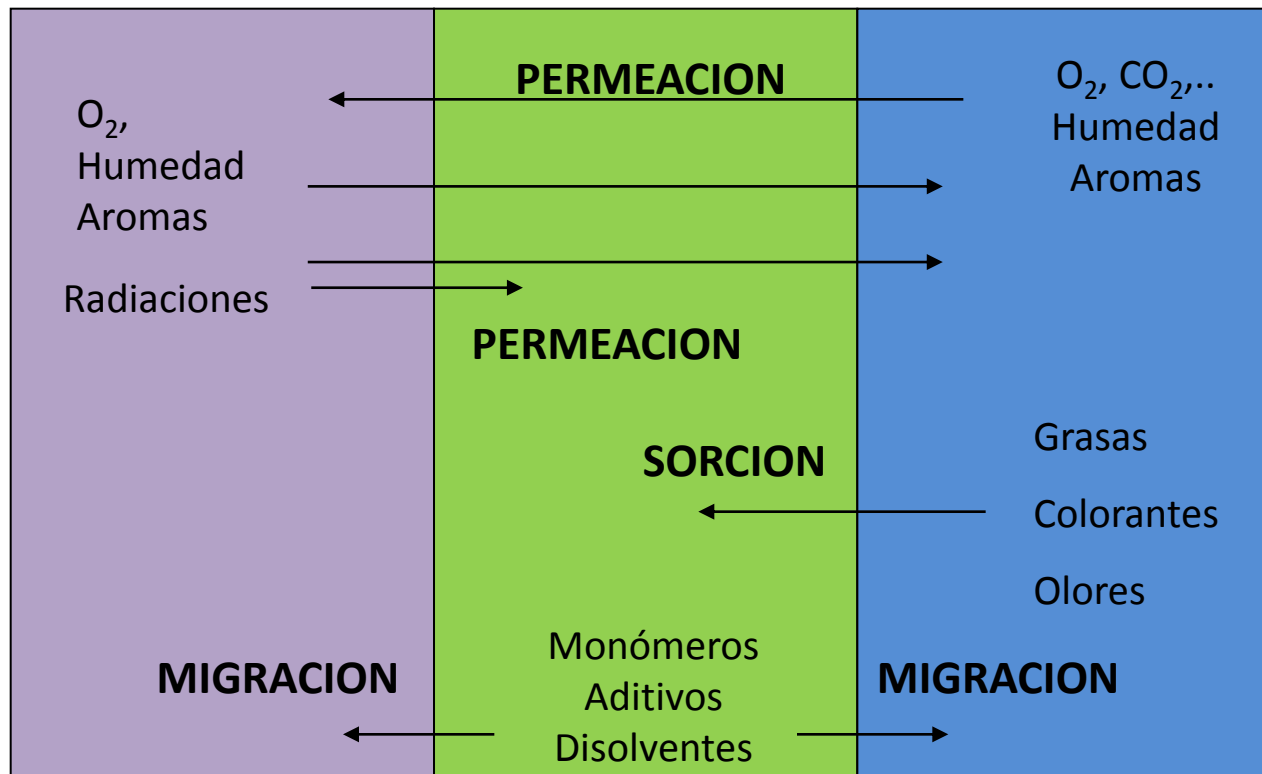 PERMEACION
O₂,
Humedad
Aromas
Radiaciones
O₂, CO₂,..
Humedad
Aromas
PERMEACION
SORCION
Grasas
Colorantes
Olores
MIGRACION
Monómeros
Aditivos
Disolventes
MIGRACION